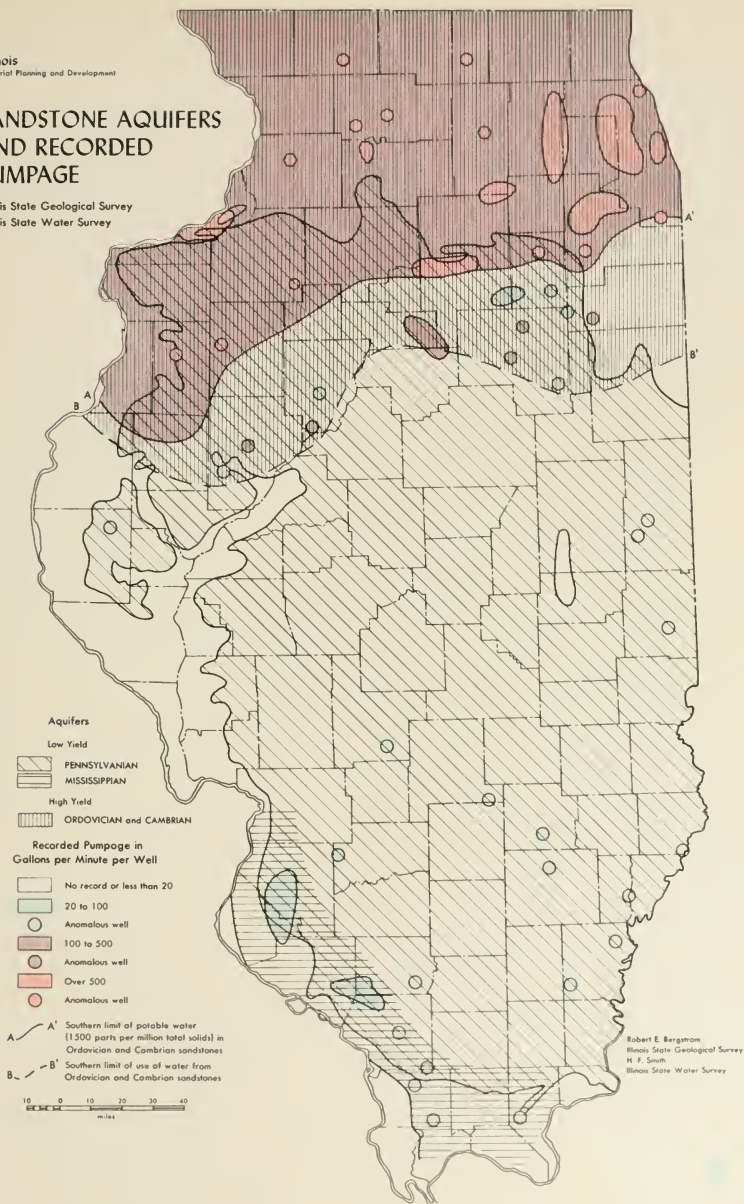 nois
rial Planning and Development
ANDSTONE AQUIFERS
ND RECORDED
UMPAGE
is State Geological Survey
is State Water Survey
A'
B'
A
B
Aquifers
Low Yield
PENNSYLVANIAN
MISSISSIPPIAN
High Yield
ORDOVICIAN and CAMBRIAN
Recorded Pumpage in
Gallons per Minute per Well
No record or less than 20
20 to 100
Anomalous well
100 to 500
Anomalous well
Over 500
Anomalous well
A A' Southern limit of potable water
(1500 parts per million total solids) in
Ordovician and Cambrian sandstones
B B' Southern limit of use of water from
Ordovician and Cambrian sandstones
10 0 10 20 30 40
miles
Robert E. Bergstrom
Illinois State Geological Survey
H. F. Smith
Illinois State Water Survey